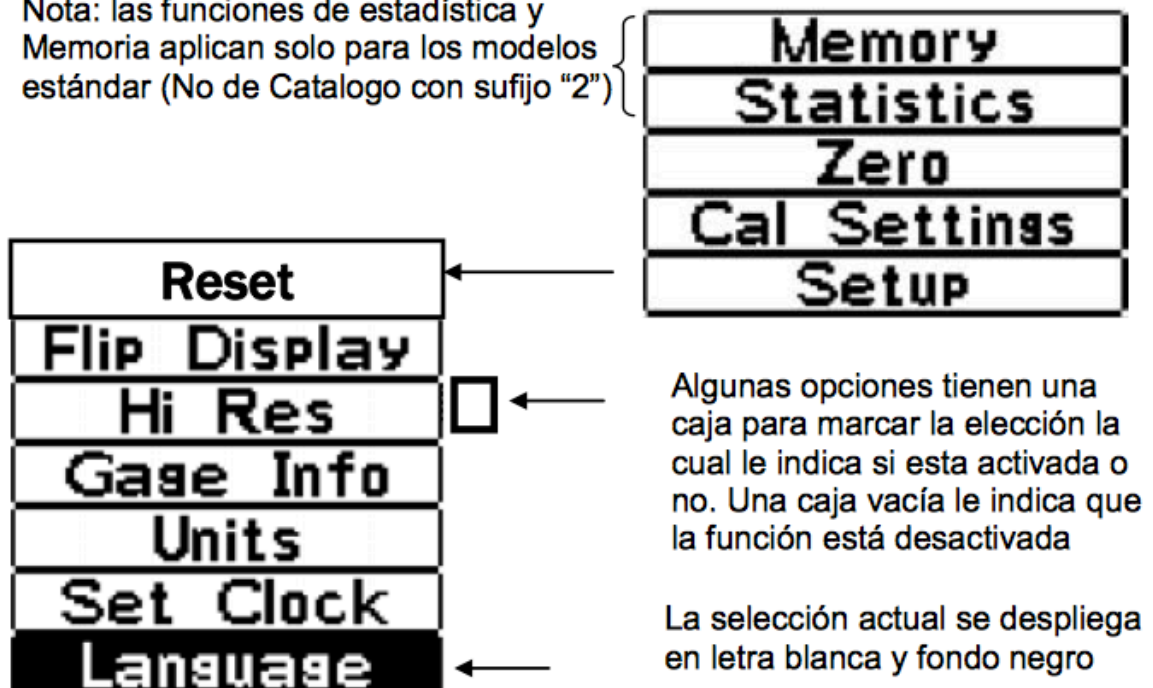 Nota: las funciones de estadística y
Memoria aplican solo para los modelos
estándar (No de Catalogo con sufijo “2”)
Memory
Statistics
Zero
Cal Settings
Setup
Reset
Flip Display
Hi Res
Gage Info
Units
Set Clock
Language
Algunas opciones tienen una
caja para marcar la elección la
cual le indica si esta activada o
no. Una caja vacía le indica que
la función está desactivada
La selección actual se despliega
en letra blanca y fondo negro